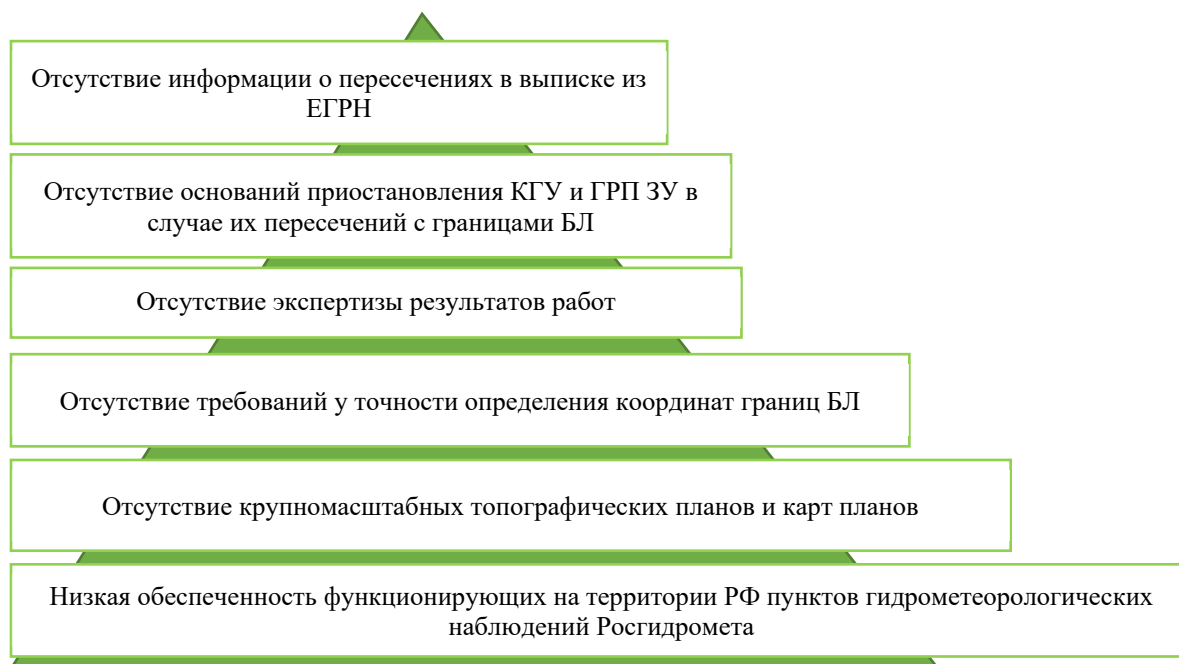 Отсутствие информации о пересечениях в выписке из
ЕГРН
Отсутствие оснований приостановления КГУ и ГРП ЗУ в
случае их пересечений с границами БЛ
Отсутствие экспертизы результатов работ
Отсутствие требований у точности определения координат границ БЛ
Отсутствие крупномасштабных топографических планов и карт планов
Низкая обеспеченность функционирующих на территории РФ пунктов гидрометеорологических
наблюдений Росгидромета